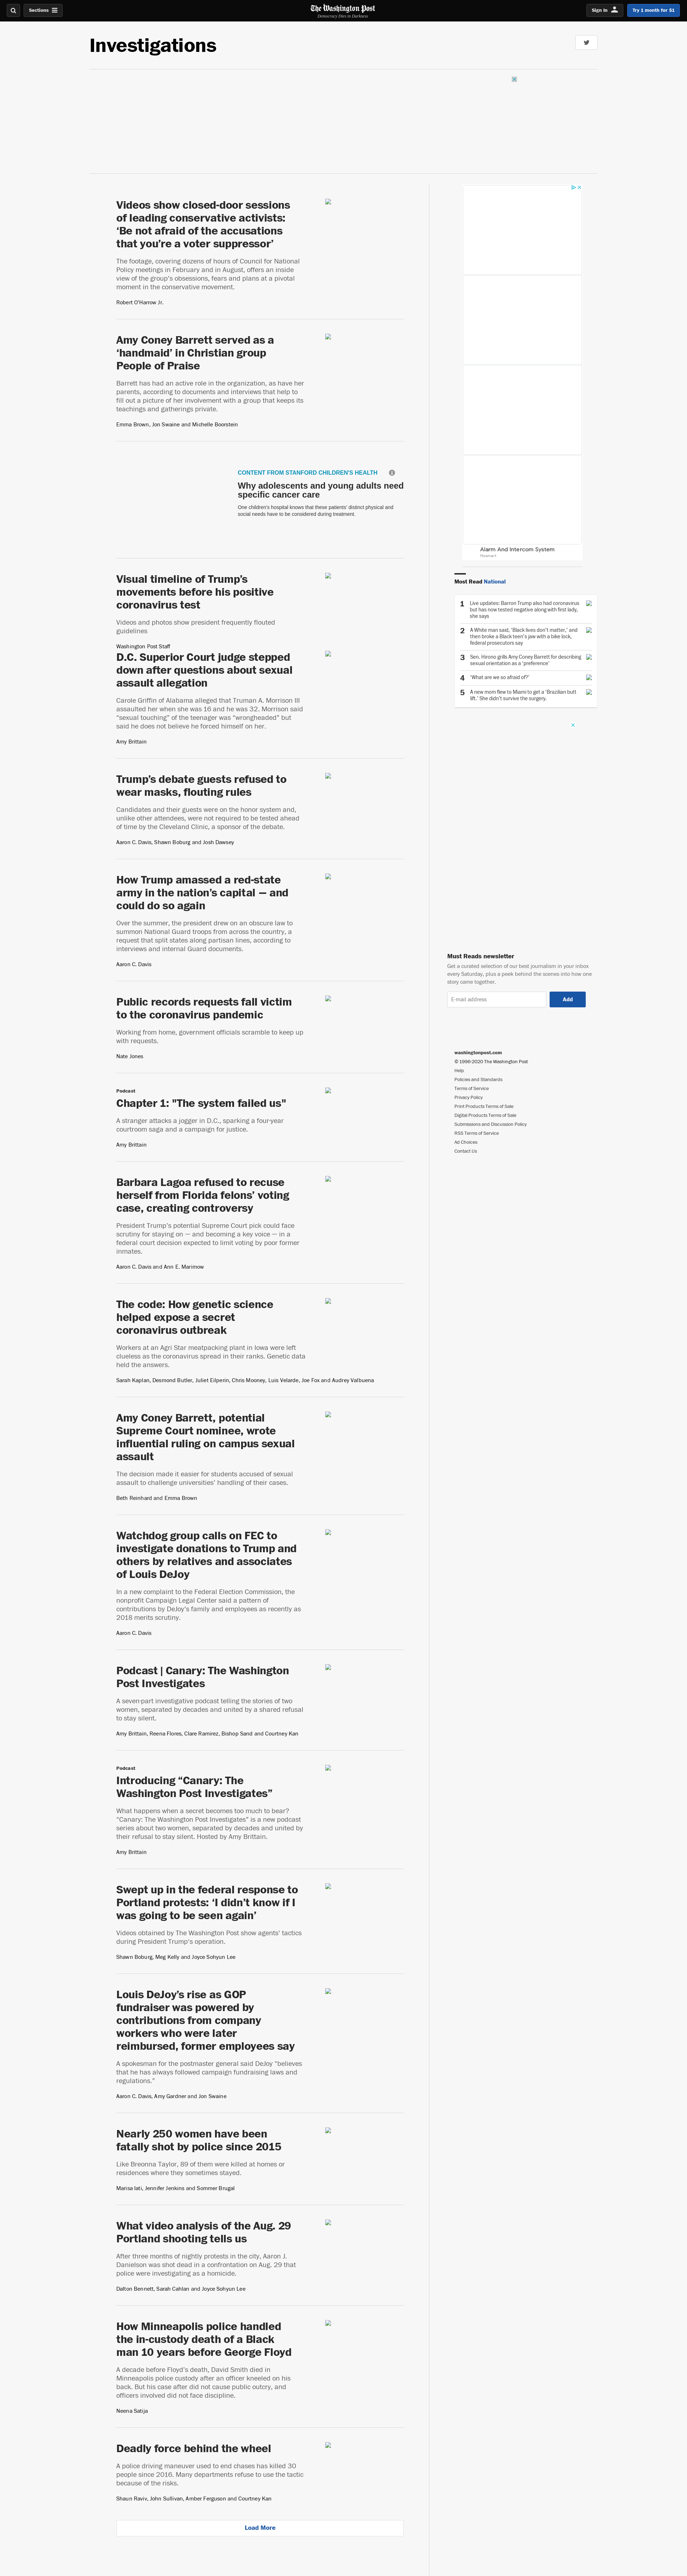 Sections
The Washington Post
Democracy Dies in Darkness
Sign In
Try 1 month for $1
Investigations
Videos show closed-door sessions
of leading conservative activists:
‘Be not afraid of the accusations
that you’re a voter suppressor’
The footage, covering dozens of hours of Council for National
Policy meetings in February and in August, offers an inside
view of the group’s obsessions, fears and plans at a pivotal
moment in the conservative movement.
Robert O'Harrow Jr.
Amy Coney Barrett served as a
‘handmaid’ in Christian group
People of Praise
Barrett has had an active role in the organization, as have her
parents, according to documents and interviews that help to
fill out a picture of her involvement with a group that keeps its
teachings and gatherings private.
Emma Brown, Jon Swaine and Michelle Boorstein
CONTENT FROM STANFORD CHILDREN'S HEALTH
Why adolescents and young adults need
specific cancer care
One children's hospital knows that these patients' distinct physical and
social needs have to be considered during treatment.
Visual timeline of Trump’s
movements before his positive
coronavirus test
Videos and photos show president frequently flouted
guidelines
Washington Post Staff
D.C. Superior Court judge stepped
down after questions about sexual
assault allegation
Carole Griffin of Alabama alleged that Truman A. Morrison III
assaulted her when she was 16 and he was 32. Morrison said
“sexual touching” of the teenager was “wrongheaded” but
said he does not believe he forced himself on her.
Amy Brittain
Trump’s debate guests refused to
wear masks, flouting rules
Candidates and their guests were on the honor system and,
unlike other attendees, were not required to be tested ahead
of time by the Cleveland Clinic, a sponsor of the debate.
Aaron C. Davis, Shawn Boburg and Josh Dawsey
How Trump amassed a red-state
army in the nation’s capital — and
could do so again
Over the summer, the president drew on an obscure law to
summon National Guard troops from across the country, a
request that split states along partisan lines, according to
interviews and internal Guard documents.
Aaron C. Davis
Public records requests fall victim
to the coronavirus pandemic
Working from home, government officials scramble to keep up
with requests.
Nate Jones
Podcast
Chapter 1: "The system failed us"
A stranger attacks a jogger in D.C., sparking a four-year
courtroom saga and a campaign for justice.
Amy Brittain
Barbara Lagoa refused to recuse
herself from Florida felons’ voting
case, creating controversy
President Trump’s potential Supreme Court pick could face
scrutiny for staying on — and becoming a key voice — in a
federal court decision expected to limit voting by poor former
inmates.
Aaron C. Davis and Ann E. Marimow
The code: How genetic science
helped expose a secret
coronavirus outbreak
Workers at an Agri Star meatpacking plant in Iowa were left
clueless as the coronavirus spread in their ranks. Genetic data
held the answers.
Sarah Kaplan, Desmond Butler, Juliet Eilperin, Chris Mooney, Luis Velarde, Joe Fox and Audrey Valbuena
Amy Coney Barrett, potential
Supreme Court nominee, wrote
influential ruling on campus sexual
assault
The decision made it easier for students accused of sexual
assault to challenge universities’ handling of their cases.
Beth Reinhard and Emma Brown
Watchdog group calls on FEC to
investigate donations to Trump and
others by relatives and associates
of Louis DeJoy
In a new complaint to the Federal Election Commission, the
nonprofit Campaign Legal Center said a pattern of
contributions by DeJoy’s family and employees as recently as
2018 merits scrutiny.
Aaron C. Davis
Podcast | Canary: The Washington
Post Investigates
A seven-part investigative podcast telling the stories of two
women, separated by decades and united by a shared refusal
to stay silent.
Amy Brittain, Reena Flores, Clare Ramirez, Bishop Sand and Courtney Kan
Podcast
Introducing “Canary: The
Washington Post Investigates”
What happens when a secret becomes too much to bear?
“Canary: The Washington Post Investigates” is a new podcast
series about two women, separated by decades and united by
their refusal to stay silent. Hosted by Amy Brittain.
Amy Brittain
Swept up in the federal response to
Portland protests: ‘I didn’t know if I
was going to be seen again’
Videos obtained by The Washington Post show agents’ tactics
during President Trump’s operation.
Shawn Boburg, Meg Kelly and Joyce Sohyun Lee
Louis DeJoy’s rise as GOP
fundraiser was powered by
contributions from company
workers who were later
reimbursed, former employees say
A spokesman for the postmaster general said DeJoy “believes
that he has always followed campaign fundraising laws and
regulations.”
Aaron C. Davis, Amy Gardner and Jon Swaine
Nearly 250 women have been
fatally shot by police since 2015
Like Breonna Taylor, 89 of them were killed at homes or
residences where they sometimes stayed.
Marisa Iati, Jennifer Jenkins and Sommer Brugal
What video analysis of the Aug. 29
Portland shooting tells us
After three months of nightly protests in the city, Aaron J.
Danielson was shot dead in a confrontation on Aug. 29 that
police were investigating as a homicide.
Dalton Bennett, Sarah Cahlan and Joyce Sohyun Lee
How Minneapolis police handled
the in-custody death of a Black
man 10 years before George Floyd
A decade before Floyd’s death, David Smith died in
Minneapolis police custody after an officer kneeled on his
back. But his case after did not cause public outcry, and
officers involved did not face discipline.
Neena Satija
Deadly force behind the wheel
A police driving maneuver used to end chases has killed 30
people since 2016. Many departments refuse to use the tactic
because of the risks.
Shaun Raviv, John Sullivan, Amber Ferguson and Courtney Kan
Load More
Alarm And Intercom System
Most Read National
1 Live updates: Barron Trump also had coronavirus
but has now tested negative along with first lady,
she says
2 A White man said, ‘Black lives don’t matter,’ and
then broke a Black teen’s jaw with a bike lock,
federal prosecutors say
3 Sen. Hirono grills Amy Coney Barrett for describing
sexual orientation as a ‘preference’
4 ‘What are we so afraid of?’
5 A new mom flew to Miami to get a ‘Brazilian butt
lift.’ She didn’t survive the surgery.
Must Reads newsletter
Get a curated selection of our best journalism in your inbox
every Saturday, plus a peek behind the scenes into how one
story came together.
E-mail address
Add
washingtonpost.com
© 1996-2020 The Washington Post
Help
Policies and Standards
Terms of Service
Privacy Policy
Print Products Terms of Sale
Digital Products Terms of Sale
Submissions and Discussion Policy
RSS Terms of Service
Ad Choices
Contact Us